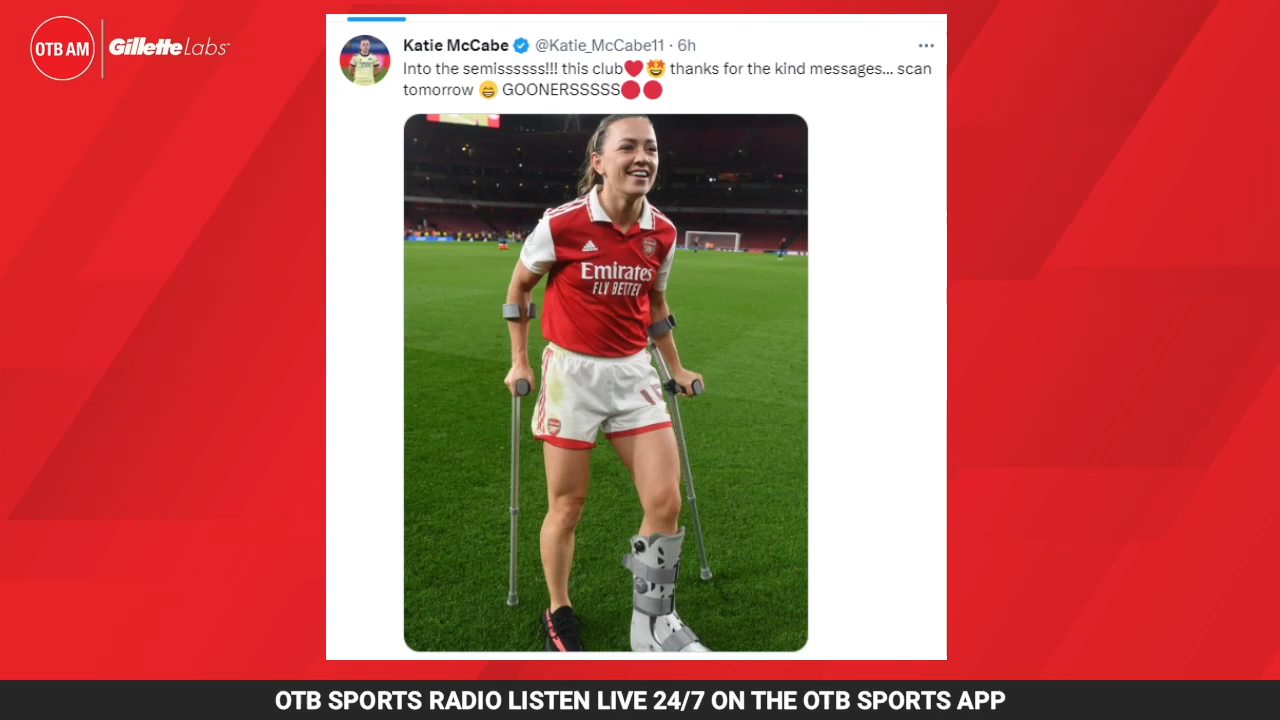 OTB AM GilletteLabs
Katie McCabe @Katie_McCabe11 · 6h
Into the semissssss!!! this club❤️🤩 thanks for the kind messages... scan
tomorrow 😁 GOONERSSSSS🔴🔴
Emirates
FLY BETTER
OTB SPORTS RADIO LISTEN LIVE 24/7 ON THE OTB SPORTS APP